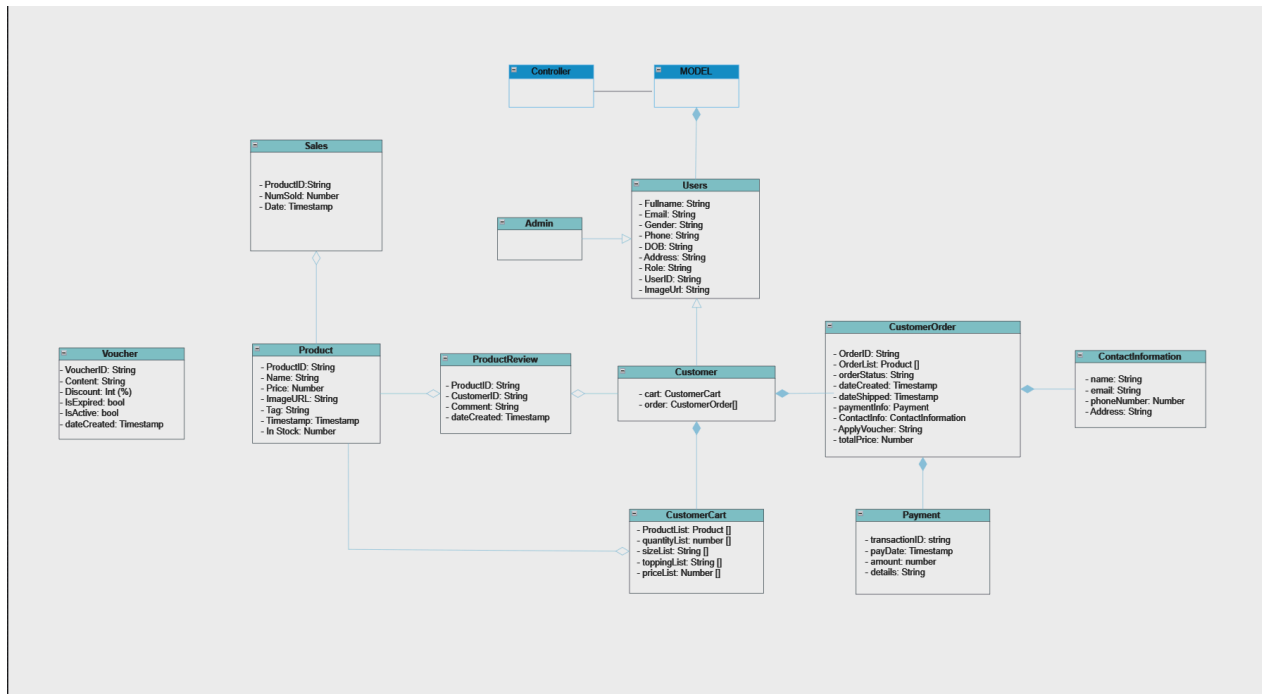 Controller
MODEL
Sales
- ProductID:String
- NumSold: Number
- Date: Timestamp
Users
- Fullname: String
- Email: String
- Gender: String
- Phone: String
- DOB: String
- Address: String
- Role: String
- UserID: String
- ImageUrl: String
Admin
Voucher
- VoucherID: String
- Content: String
- Discount: Int (%)
- IsExpired: bool
- IsActive: bool
- dateCreated: Timestamp
Product
- ProductID: String
- Name: String
- Price: Number
- ImageURL: String
- Tag: String
- Timestamp: Timestamp
- In Stock: Number
ProductReview
- ProductID: String
- CustomerID: String
- Comment: String
- dateCreated: Timestamp
Customer
- cart: CustomerCart
- order: CustomerOrder[]
CustomerOrder
- OrderID: String
- OrderList: Product []
- orderStatus: String
- dateCreated: Timestamp
- dateShipped: Timestamp
- paymentInfo: Payment
- ContactInfo: ContactInformation
- ApplyVoucher: String
- totalPrice: Number
ContactInformation
- name: String
- email: String
- phoneNumber: Number
- Address: String
CustomerCart
- ProductList: Product []
- quantityList: number []
- sizeList: String []
- toppingList: String []
- priceList: Number []
Payment
- transactionID: string
- payDate: Timestamp
- amount: number
- details: String